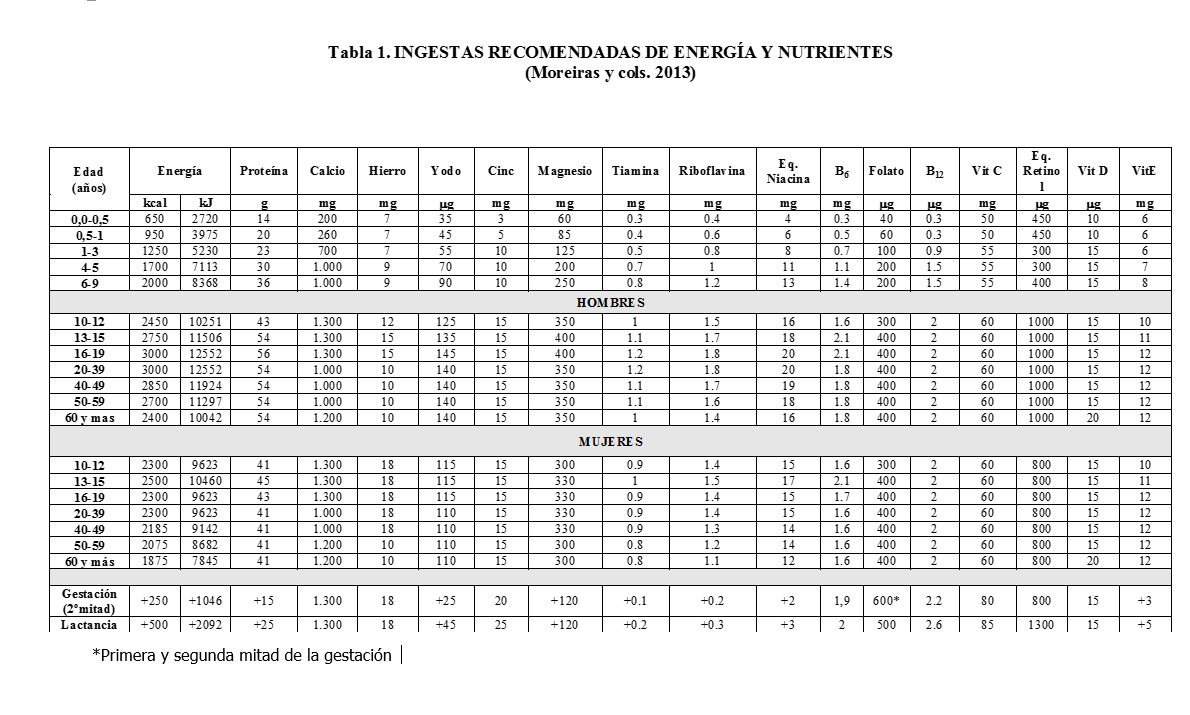 Tabla 1. INGESTAS RECOMENDADAS DE ENERGÍA Y NUTRIENTES
(Moreiras y cols. 2013)
Edad (años) Energía Proteína Calcio Hierro Yodo Cinc Magnesio Tiamina Riboflavina Eq. Niacina B6 Folato B12 Vit C Eq. Retino l Vit D VitE
kcal kJ g mg mg µg mg mg mg mg mg mg µg µg mg µg µg mg
0,0-0,5 650 2720 14 200 7 35 3 60 0.3 0.4 4 0.3 40 0.3 50 450 10 6
0,5-1 950 3975 20 260 7 45 5 85 0.4 0.6 6 0.5 60 0.3 50 450 10 6
1-3 1250 5230 23 700 7 55 10 125 0.5 0.8 8 0.7 100 0.9 55 300 15 6
4-5 1700 7113 30 1.000 9 70 10 200 0.7 1 11 1.1 200 1.5 55 300 15 7
6-9 2000 8368 36 1.000 9 90 10 250 0.8 1.2 13 1.4 200 1.5 55 400 15 8
HOMBRES
10-12 2450 10251 43 1.300 12 125 15 350 1 1.5 16 1.6 300 2 60 1000 15 10
13-15 2750 11506 54 1.300 15 135 15 400 1.1 1.7 18 2.1 400 2 60 1000 15 11
16-19 3000 12552 56 1.300 15 145 15 400 1.2 1.8 20 2.1 400 2 60 1000 15 12
20-39 3000 12552 54 1.000 10 140 15 350 1.2 1.8 20 1.8 400 2 60 1000 15 12
40-49 2850 11924 54 1.000 10 140 15 350 1.1 1.7 19 1.8 400 2 60 1000 15 12
50-59 2700 11297 54 1.000 10 140 15 350 1.1 1.6 18 1.8 400 2 60 1000 15 12
60 y mas 2400 10042 54 1.200 10 140 15 350 1 1.4 16 1.8 400 2 60 1000 20 12
MUJERES
10-12 2300 9623 41 1.300 18 115 15 300 0.9 1.4 15 1.6 300 2 60 800 15 10
13-15 2500 10460 45 1.300 18 115 15 330 1 1.5 17 2.1 400 2 60 800 15 11
16-19 2300 9623 43 1.300 18 115 15 330 0.9 1.4 15 1.7 400 2 60 800 15 12
20-39 2300 9623 41 1.000 18 110 15 330 0.9 1.4 15 1.6 400 2 60 800 15 12
40-49 2185 9142 41 1.000 18 110 15 330 0.9 1.3 14 1.6 400 2 60 800 15 12
50-59 2075 8682 41 1.200 10 110 15 300 0.8 1.2 14 1.6 400 2 60 800 15 12
60 y más 1875 7845 41 1.200 10 110 15 300 0.8 1.1 12 1.6 400 2 60 800 20 12
Gestación (2ªmitad) +250 +1046 +15 1.300 18 +25 20 +120 +0.1 +0.2 +2 1,9 600* 2.2 80 800 15 +3
Lactancia +500 +2092 +25 1.300 18 +45 25 +120 +0.2 +0.3 +3 2 500 2.6 85 1300 15 +5
*Primera y segunda mitad de la gestación